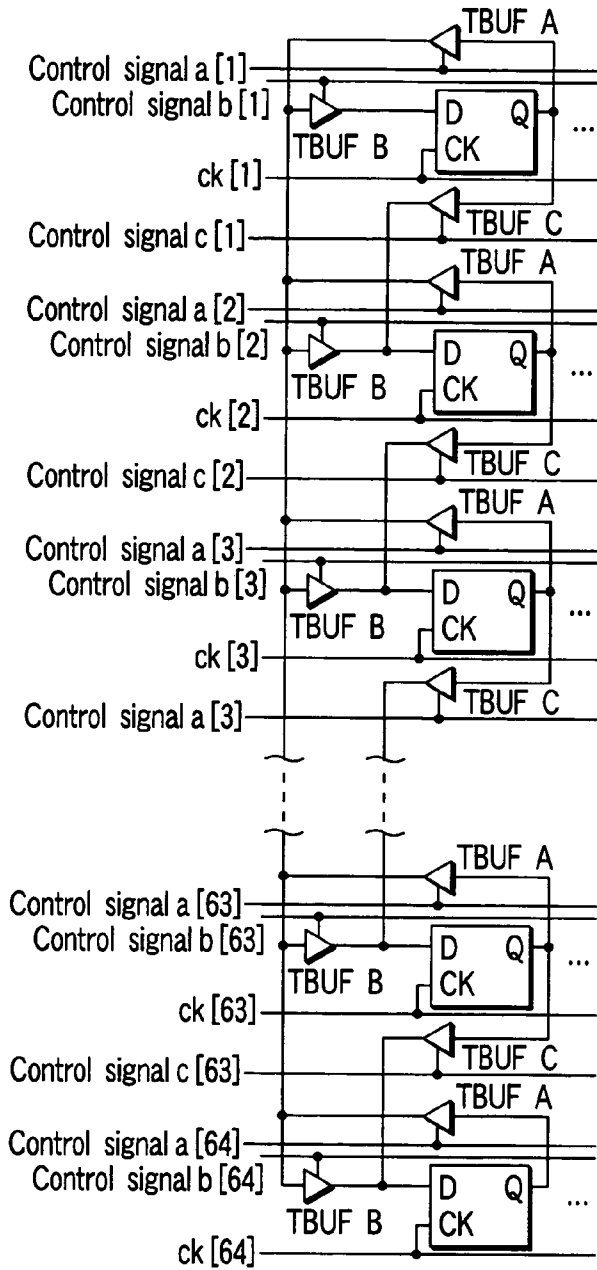 TBUF A
Control signal a [1]
Control signal b [1]
D Q ...
TBUF B CK
ck [1]
Control signal c [1] TBUF C
TBUF A
Control signal a [2]
Control signal b [2]
D Q ...
TBUF B CK
ck [2]
Control signal c [2] TBUF C
TBUF A
Control signal a [3]
Control signal b [3]
D Q ...
TBUF B CK
ck [3]
Control signal a [3] TBUF C
TBUF A
Control signal a [63]
Control signal b [63]
D Q ...
TBUF B CK
ck [63]
Control signal c [63] TBUF C
TBUF A
Control signal a [64]
Control signal b [64]
D Q ...
TBUF B CK
ck [64]